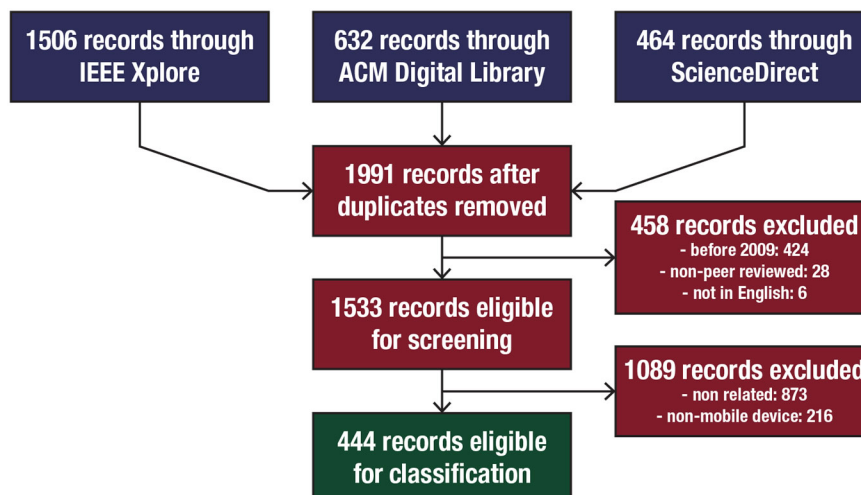 1506 records through
IEEE Xplore
632 records through
ACM Digital Library
464 records through
ScienceDirect
1991 records after
duplicates removed
458 records excluded
- before 2009: 424
- non-peer reviewed: 28
- not in English: 6
1533 records eligible
for screening
1089 records excluded
- non related: 873
- non-mobile device: 216
444 records eligible
for classification